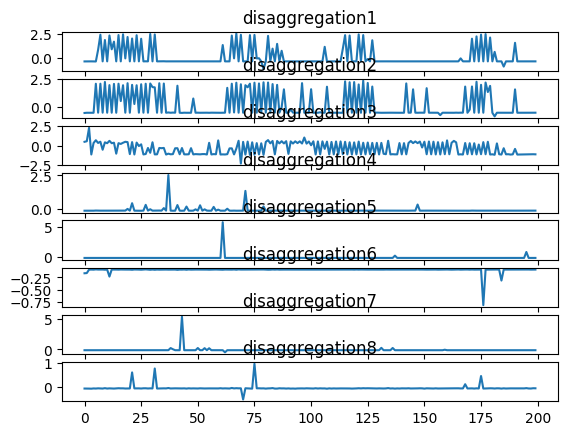 disaggregation1
2.5
0.0
disaggregation2
2.5
0.0
disaggregation3
2.5
0.0
−2.5
disaggregation4
2.5
0.0
disaggregation5
5
0
disaggregation6
−0.25
−0.50
−0.75
disaggregation7
5
0
disaggregation8
1
0
0 25 50 75 100 125 150 175 200